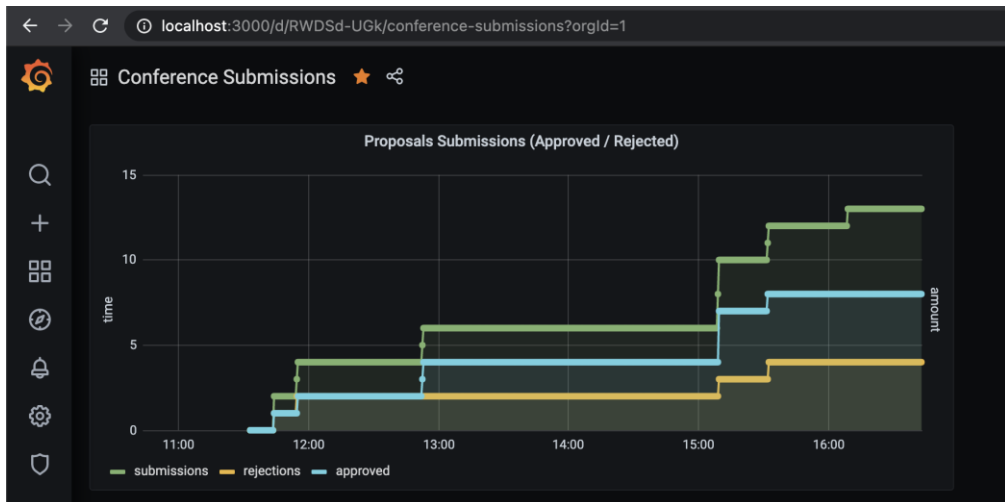 localhost:3000/d/RWDSd-UGk/conference-submissions?orgId=1
Conference Submissions
Proposals Submissions (Approved / Rejected)
15
10
5
0
time
amount
11:00 12:00 13:00 14:00 15:00 16:00
submissions rejections approved